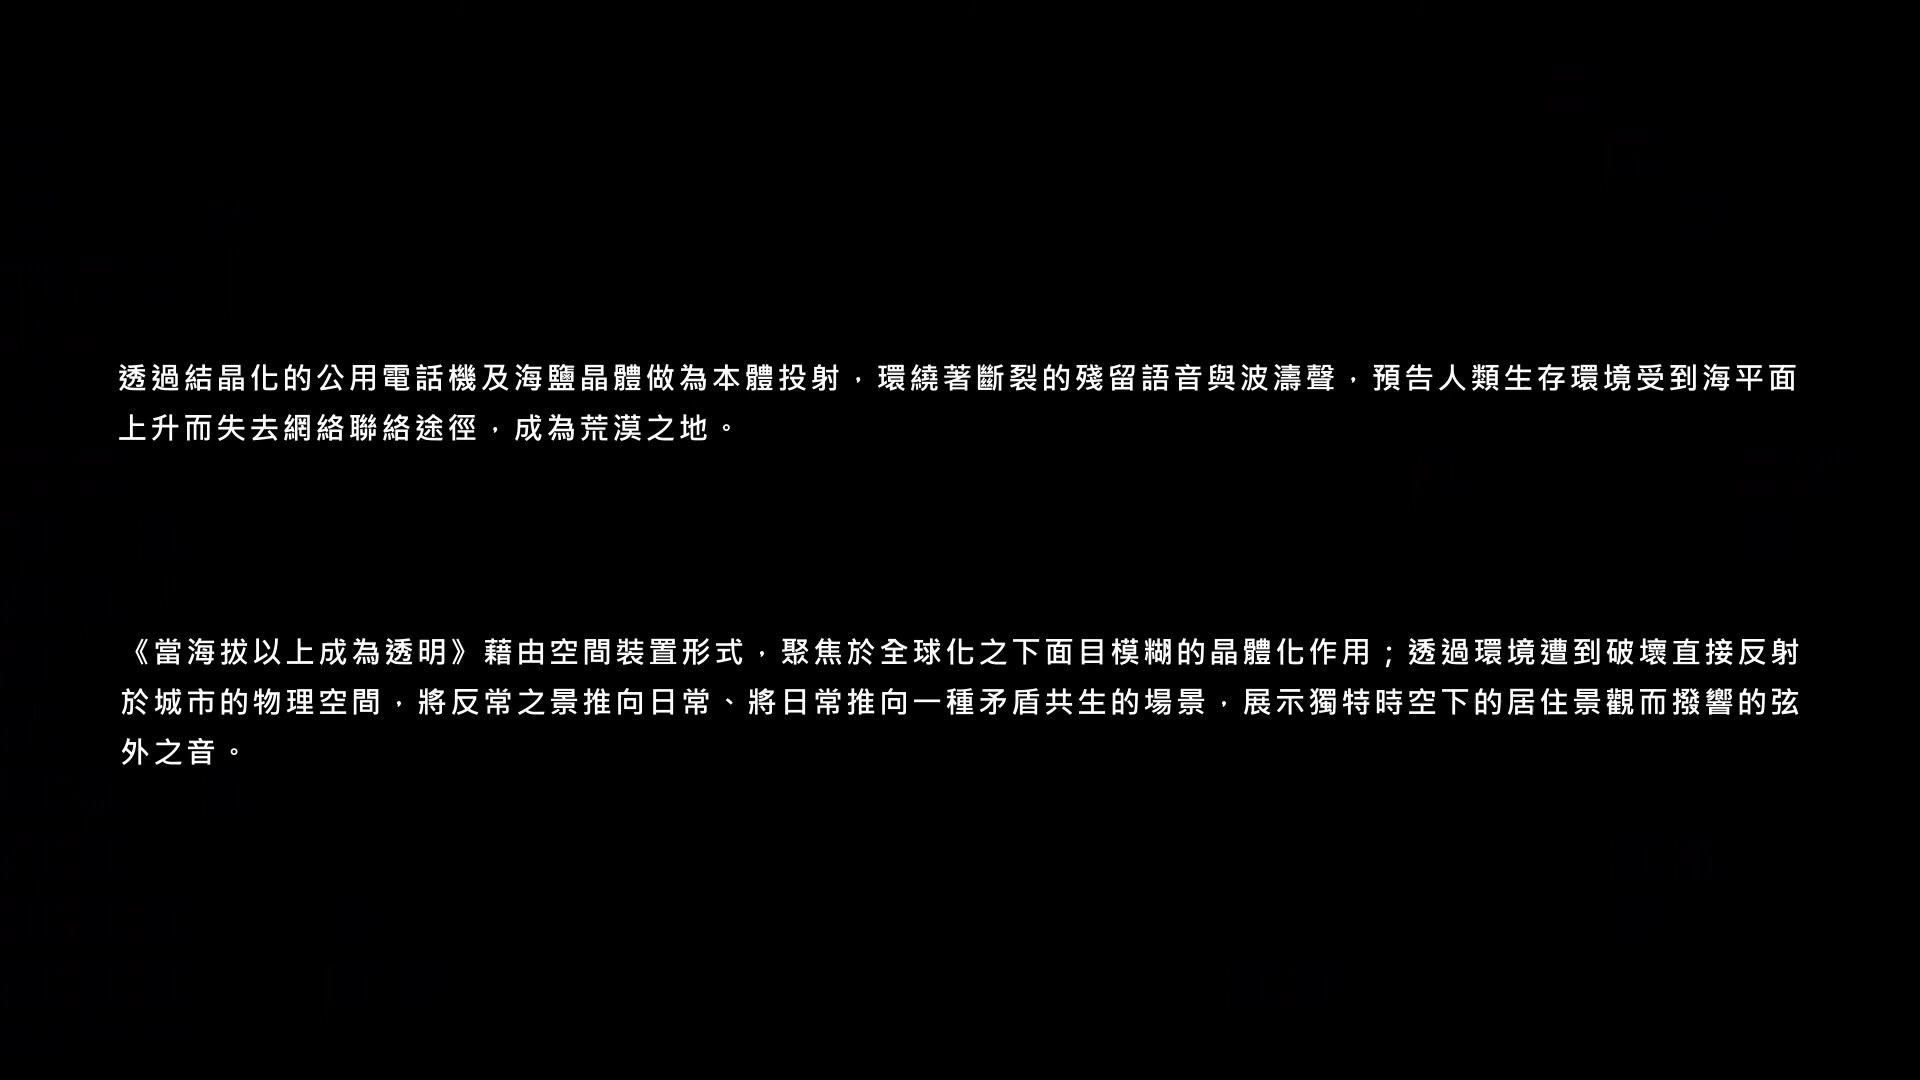 透過結晶化的公用電話機及海鹽晶體做為本體投射，環繞著斷裂的殘留語音與波濤聲，預告人類生存環境受到海平面
上升而失去網絡聯絡途徑，成為荒漠之地。
《當海拔以上成為透明》藉由空間裝置形式，聚焦於全球化之下面目模糊的晶體化作用；透過環境遭到破壞直接反射
於城市的物理空間，將反常之景推向日常、將日常推向一種矛盾共生的場景，展示獨特時空下的居住景觀而撥響的弦
外之音。